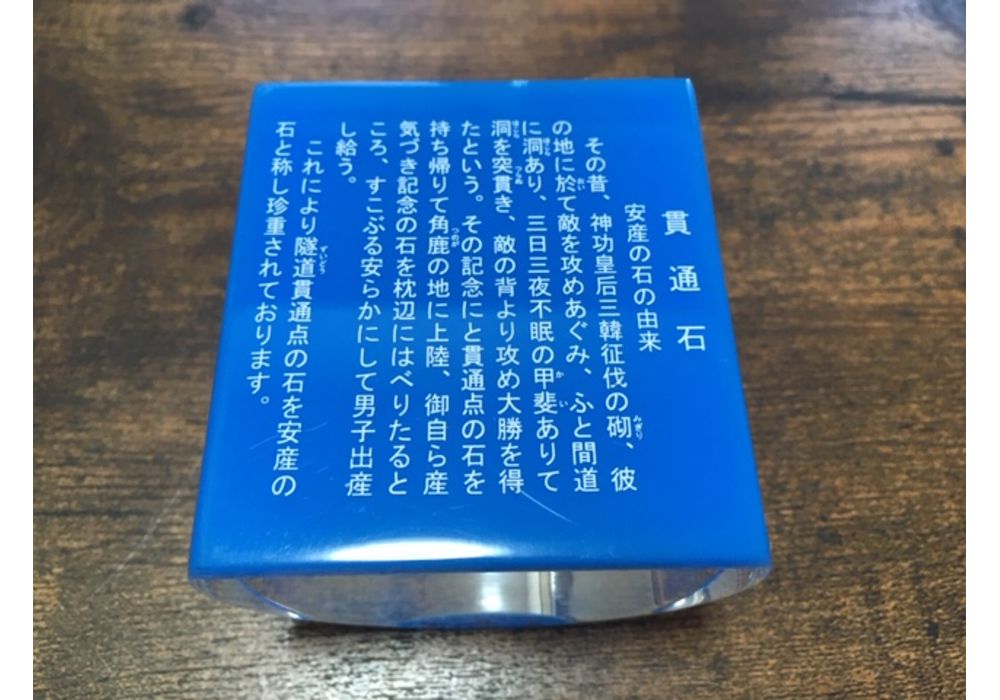 貫通石
安産の石の由来
その昔、神功皇后三韓征伐の砌、彼
の地に於て敵を攻めあぐみ、ふと間道
に洞あり、三日三夜不眠の甲斐ありて
洞を突貫き、敵の背より攻め大勝を得
たという。その記念にと貫通点の石を
持ち帰りて角鹿の地に上陸、御自ら産
気づき記念の石を枕辺にはべりたると
ころ、すこぶる安らかにして男子出産
し給う。
これにより隧道貫通点の石を安産の
石と称し珍重されております。